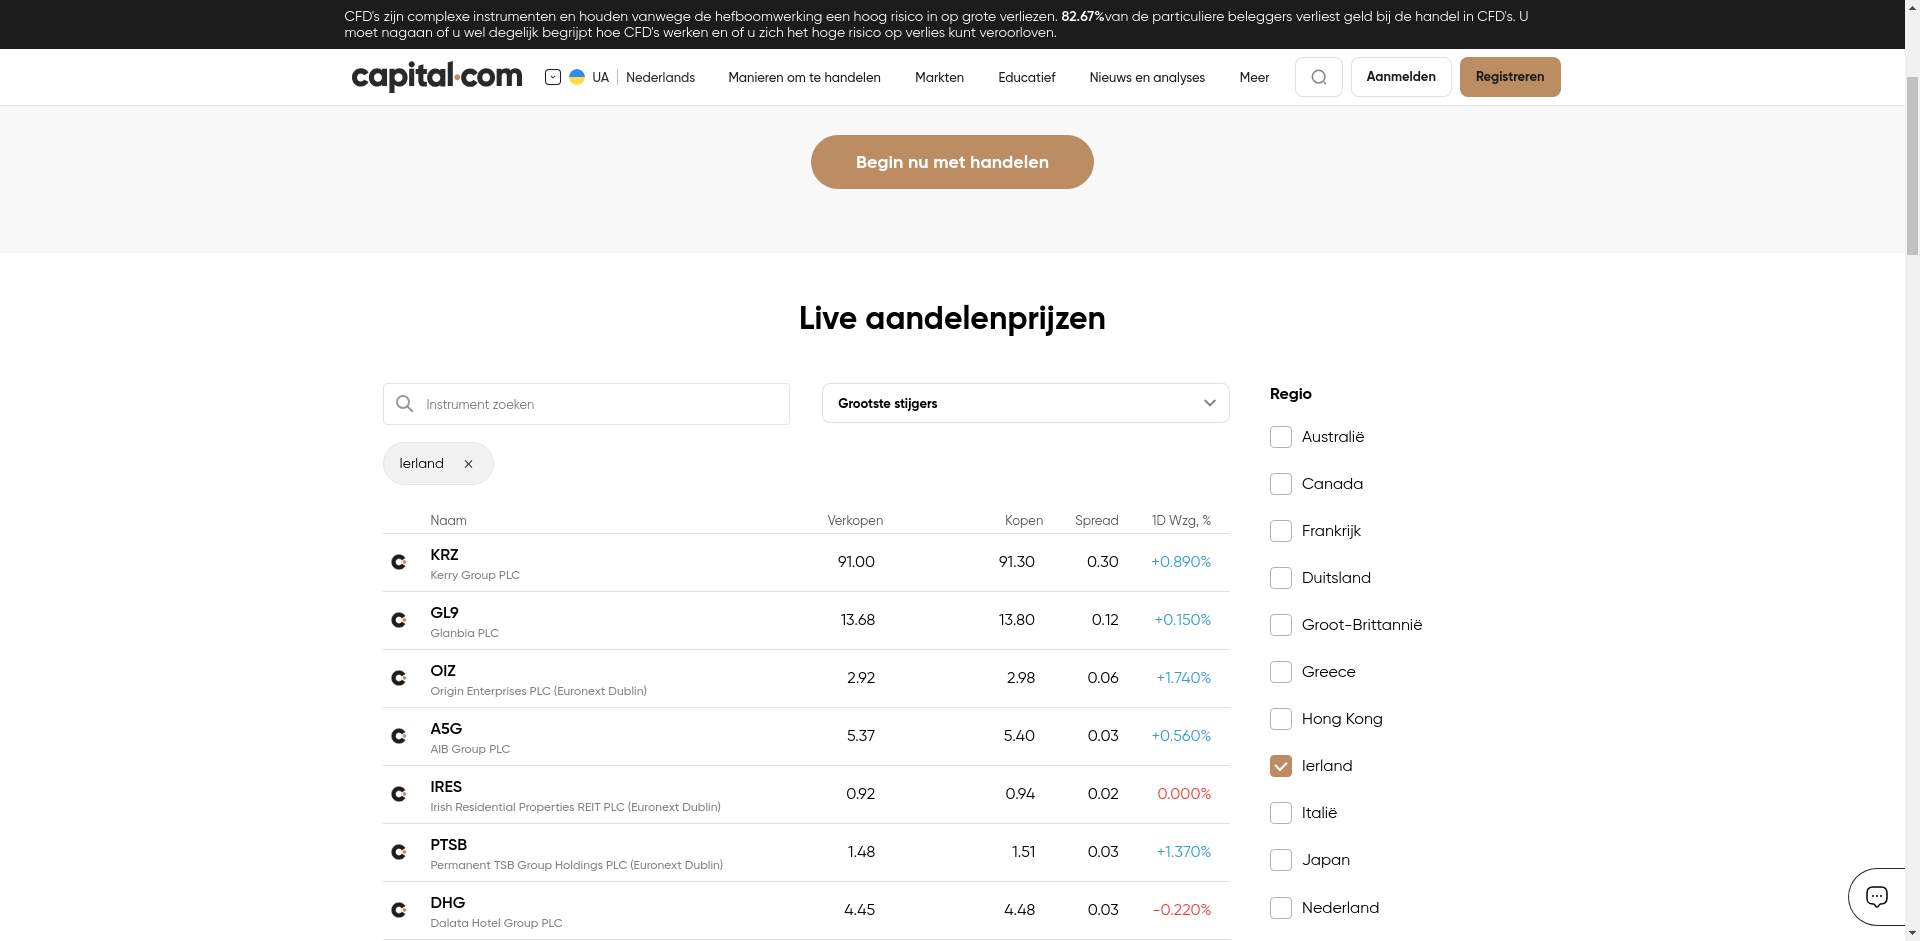 CFD's zijn complexe instrumenten en houden vanwege de hefboomwerking een hoog risico in op grote verliezen. 82.67%van de particuliere beleggers verliest geld bij de handel in CFD's. U
moet nagaan of u wel degelijk begrijpt hoe CFD's werken en of u zich het hoge risico op verlies kunt veroorloven.
capital.com UA Nederlands Manieren om te handelen Markten Educatief Nieuws en analyses Meer Aanmelden Registreren
Begin nu met handelen
Live aandelenprijzen
Instrument zoeken
Grootste stijgers
Ierland
Naam Verkopen Kopen Spread 1D Wzg, %
KRZ
Kerry Group PLC
91.00 91.30 0.30 +0.890%
GL9
Glanbia PLC
13.68 13.80 0.12 +0.150%
OIZ
Origin Enterprises PLC (Euronext Dublin)
2.92 2.98 0.06 +1.740%
A5G
AIB Group PLC
5.37 5.40 0.03 +0.560%
IRES
Irish Residential Properties REIT PLC (Euronext Dublin)
0.92 0.94 0.02 0.000%
PTSB
Permanent TSB Group Holdings PLC (Euronext Dublin)
1.48 1.51 0.03 +1.370%
DHG
Dalata Hotel Group PLC
4.45 4.48 0.03 -0.220%
Regio
Australië
Canada
Frankrijk
Duitsland
Groot-Brittannië
Greece
Hong Kong
Ierland
Italië
Japan
Nederland